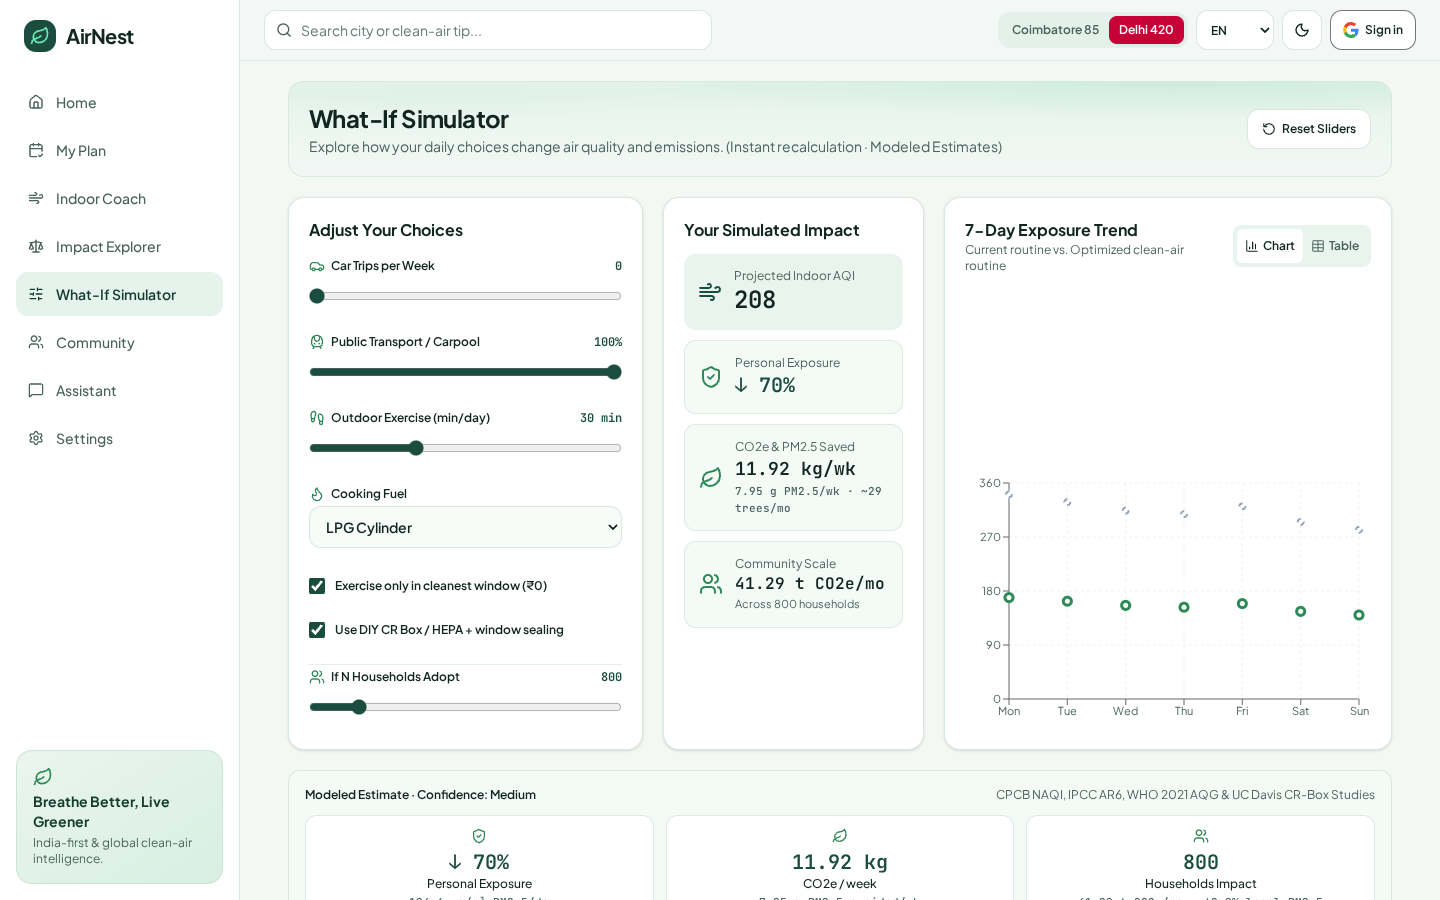 AirNest
Search city or clean-air tip...
Coimbatore 85
Delhi 420
EN
Sign in
Home
My Plan
Indoor Coach
Impact Explorer
What-If Simulator
Community
Assistant
Settings
Breathe Better, Live
Greener
India-first & global clean-air
intelligence.
What-If Simulator
Explore how your daily choices change air quality and emissions. (Instant recalculation · Modeled Estimates)
Reset Sliders
Adjust Your Choices
Car Trips per Week 0
Public Transport / Carpool 100%
Outdoor Exercise (min/day) 30 min
Cooking Fuel
LPG Cylinder
Exercise only in cleanest window (₹0)
Use DIY CR Box / HEPA + window sealing
If N Households Adopt 800
Your Simulated Impact
Projected Indoor AQI
208
Personal Exposure
↓ 70%
CO2e & PM2.5 Saved
11.92 kg/wk
7.95 g PM2.5/wk · ~29
trees/mo
Community Scale
41.29 t CO2e/mo
Across 800 households
7-Day Exposure Trend
Current routine vs. Optimized clean-air
routine
Chart
Table
360
270
180
90
0
Mon Tue Wed Thu Fri Sat Sun
Modeled Estimate · Confidence: Medium
CPCB NAQI, IPCC AR6, WHO 2021 AQG & UC Davis CR-Box Studies
↓ 70%
Personal Exposure
11.92 kg
CO2e / week
800
Households Impact